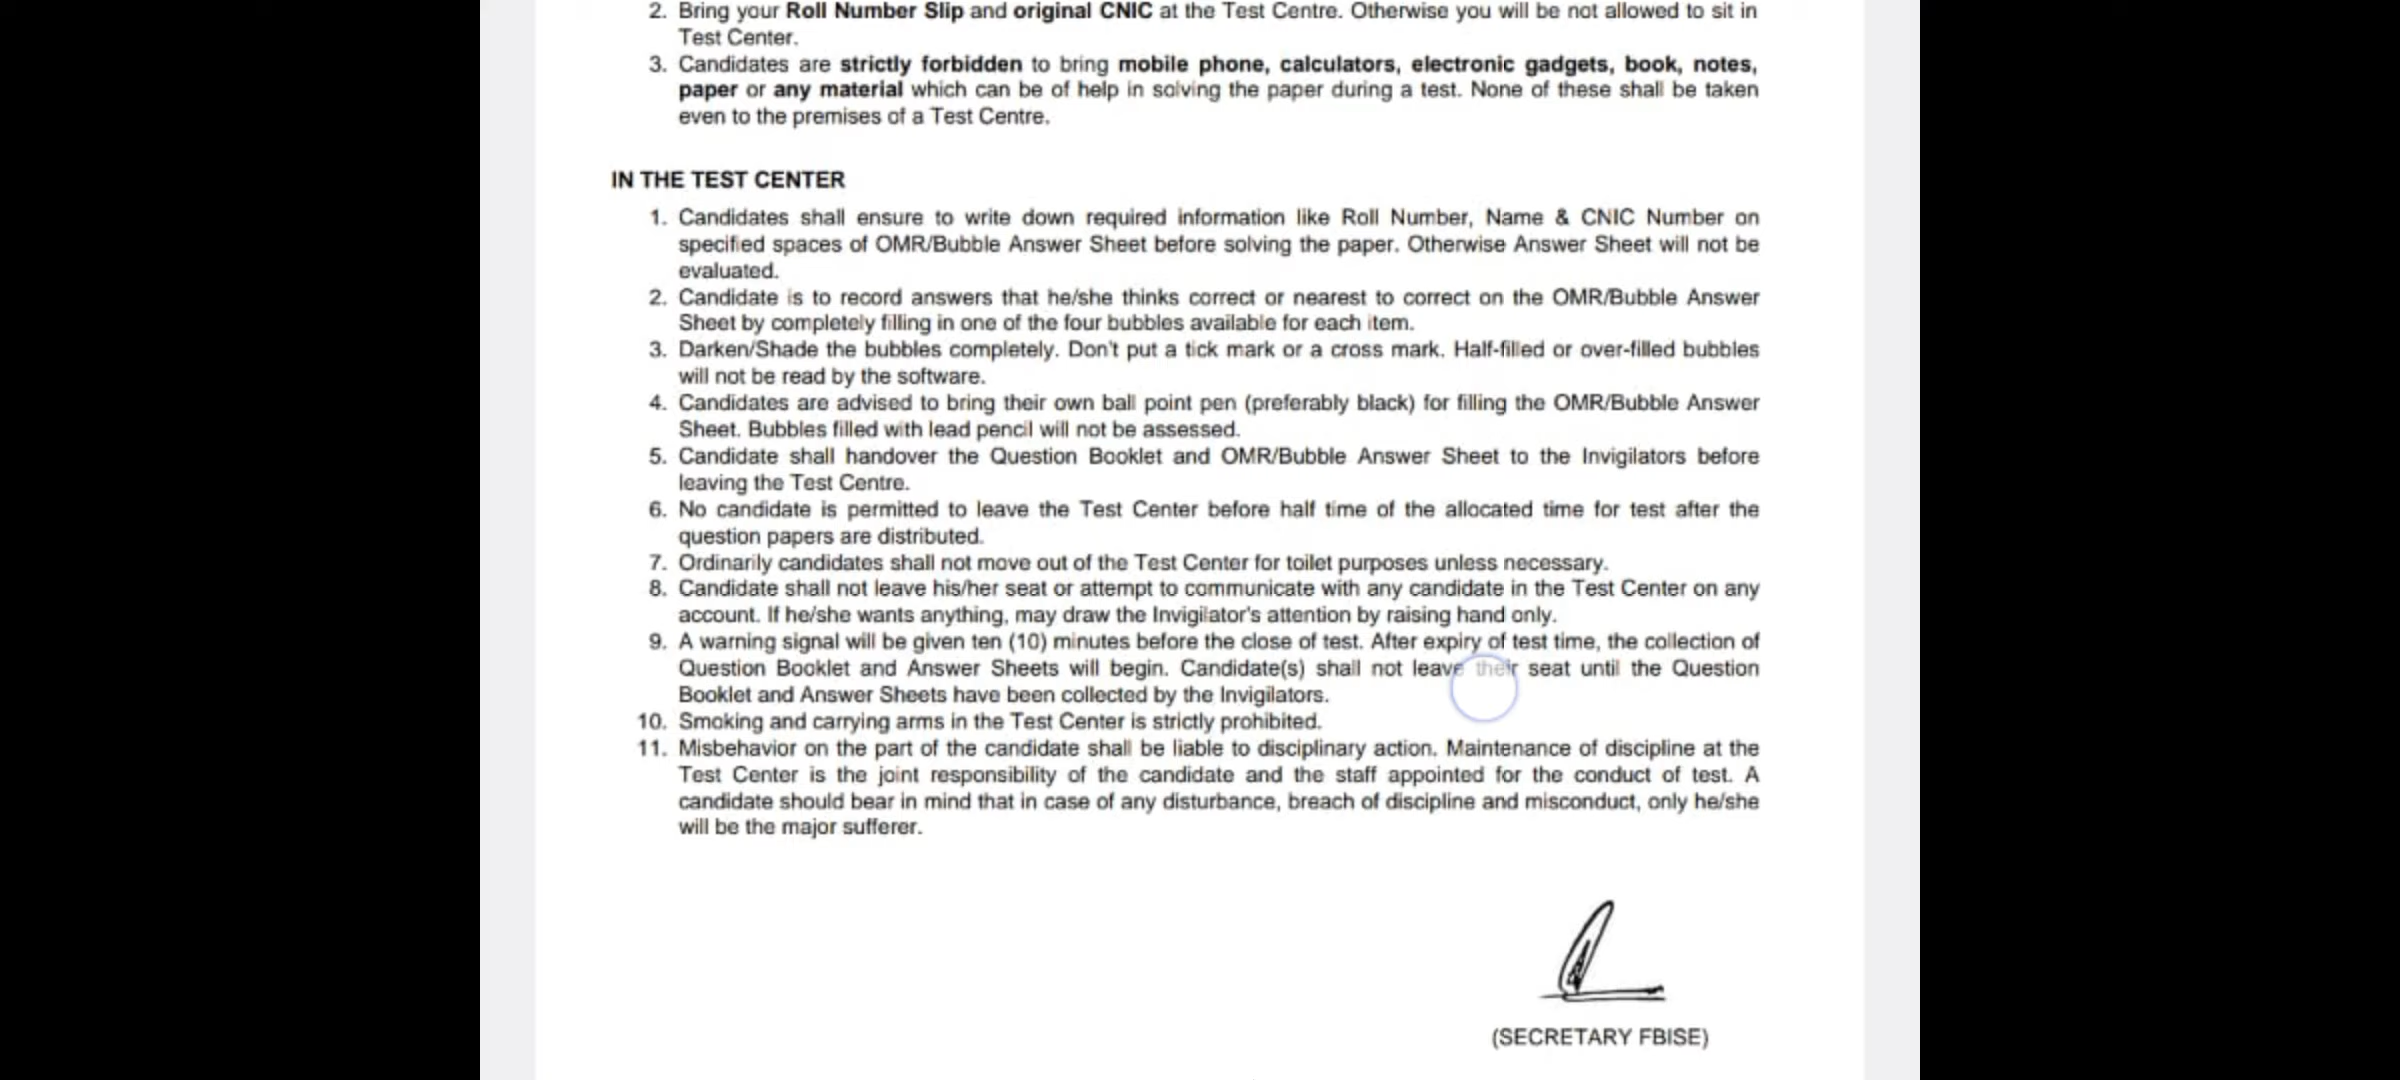 2. Bring your Roll Number Slip and original CNIC at the Test Centre. Otherwise you will be not allowed to sit in
Test Center.
3. Candidates are strictly forbidden to bring mobile phone, calculators, electronic gadgets, book, notes,
paper or any material which can be of help in solving the paper during a test. None of these shall be taken
even to the premises of a Test Centre.
IN THE TEST CENTER
1. Candidates shall ensure to write down required information like Roll Number, Name & CNIC Number on
specified spaces of OMR/Bubble Answer Sheet before solving the paper. Otherwise Answer Sheet will not be
evaluated.
2. Candidate is to record answers that he/she thinks correct or nearest to correct on the OMR/Bubble Answer
Sheet by completely filling in one of the four bubbles available for each item.
3. Darken/Shade the bubbles completely. Don't put a tick mark or a cross mark. Half-filled or over-filled bubbles
will not be read by the software.
4. Candidates are advised to bring their own ball point pen (preferably black) for filling the OMR/Bubble Answer
Sheet. Bubbles filled with lead pencil will not be assessed.
5. Candidate shall handover the Question Booklet and OMR/Bubble Answer Sheet to the Invigilators before
leaving the Test Centre.
6. No candidate is permitted to leave the Test Center before half time of the allocated time for test after the
question papers are distributed.
7. Ordinarily candidates shall not move out of the Test Center for toilet purposes unless necessary.
8. Candidate shall not leave his/her seat or attempt to communicate with any candidate in the Test Center on any
account. If he/she wants anything, may draw the Invigilator's attention by raising hand only.
9. A warning signal will be given ten (10) minutes before the close of test. After expiry of test time, the collection of
Question Booklet and Answer Sheets will begin. Candidate(s) shall not leave their seat until the Question
Booklet and Answer Sheets have been collected by the Invigilators.
10. Smoking and carrying arms in the Test Center is strictly prohibited.
11. Misbehavior on the part of the candidate shall be liable to disciplinary action. Maintenance of discipline at the
Test Center is the joint responsibility of the candidate and the staff appointed for the conduct of test. A
candidate should bear in mind that in case of any disturbance, breach of discipline and misconduct, only he/she
will be the major sufferer.
(SECRETARY FBISE)